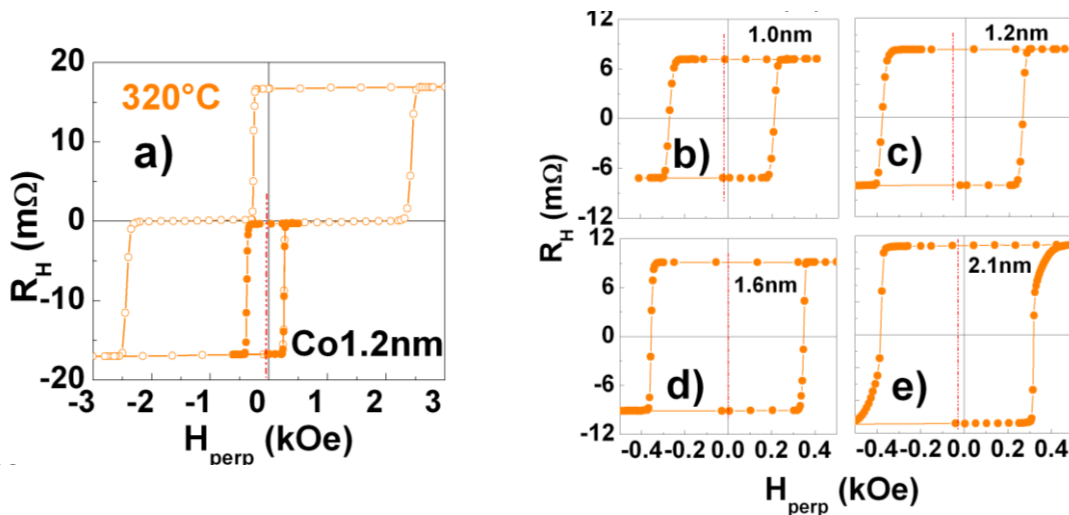 20
10
0
-10
-20
R_H (mΩ)
320°C
a)
Co1.2nm
-3 -2 -1 0 1 2 3
H_perp (kOe)
12
6
0
-6
-12
1.0nm
b)
1.2nm
c)
R_H (mΩ)
12
6
0
-6
-12
1.6nm
d)
2.1nm
e)
-0.4 -0.2 0.0 0.2 0.4
-0.4 -0.2 0.0 0.2 0.4
H_perp (kOe)